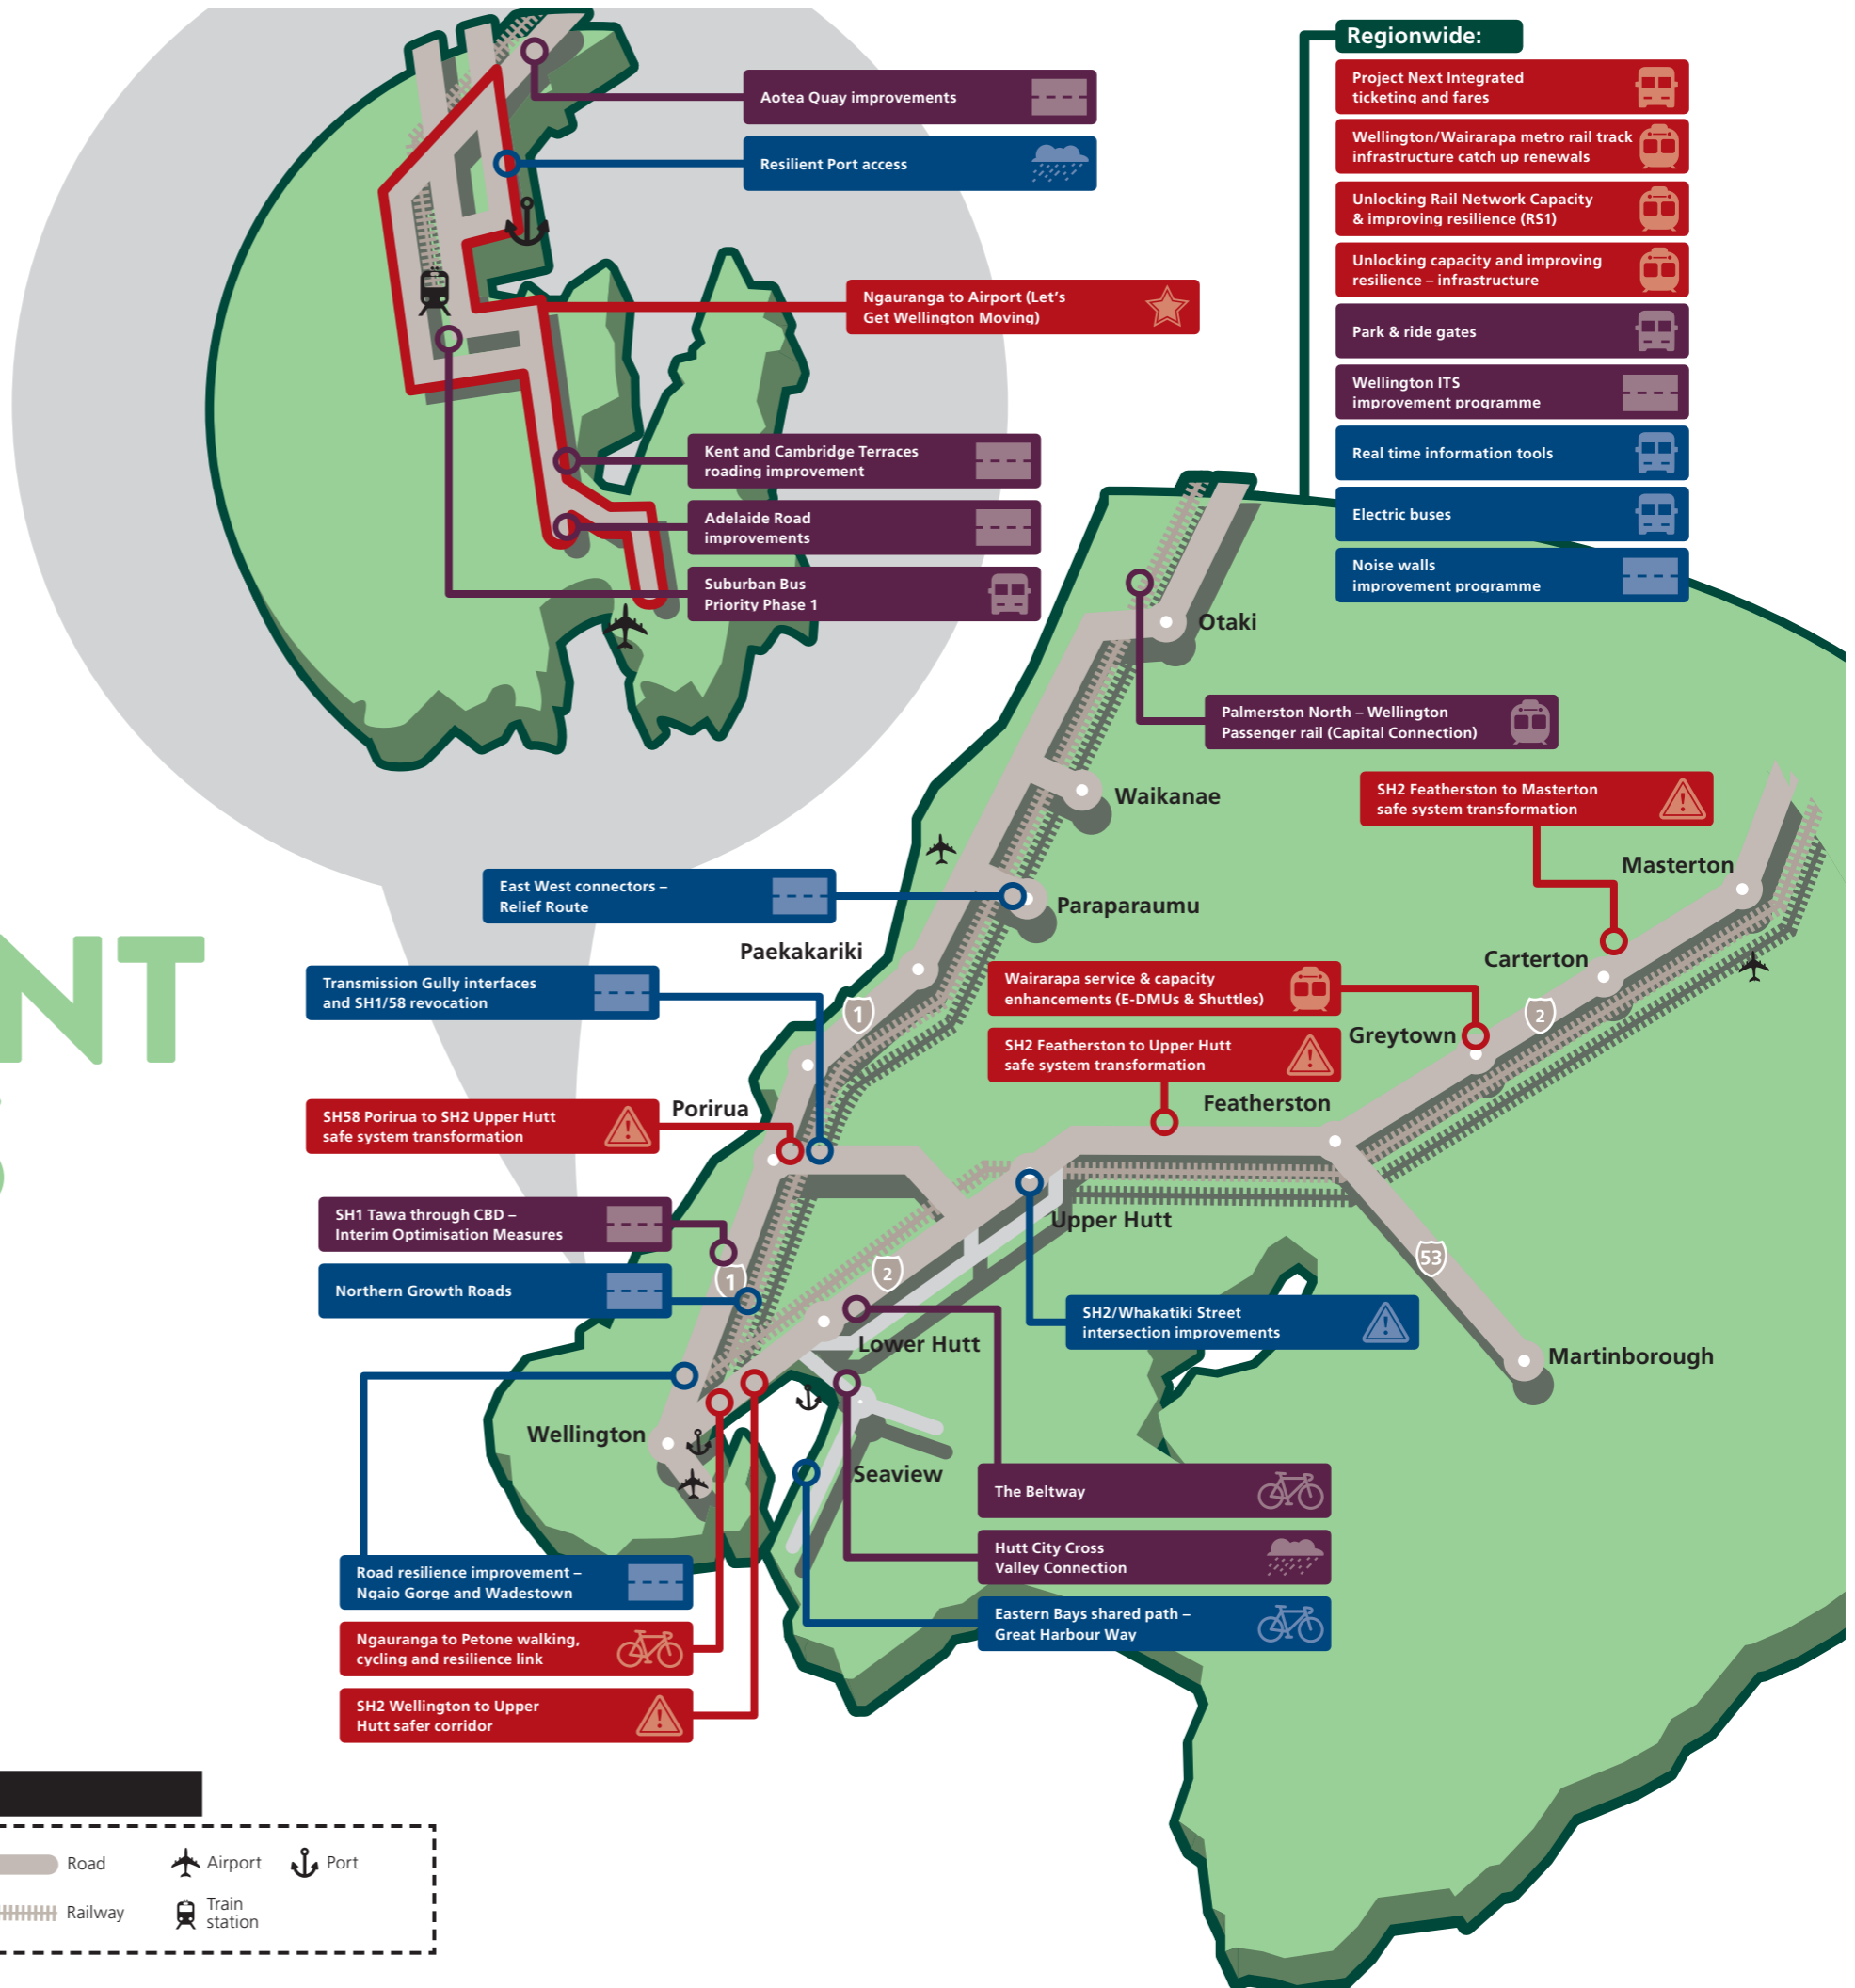 Regionwide:
Project Next Integrated
ticketing and fares
Wellington/Wairarapa metro rail track
infrastructure catch up renewals
Unlocking Rail Network Capacity
& improving resilience (RS1)
Unlocking capacity and improving
resilience – infrastructure
Park & ride gates
Wellington ITS
improvement programme
Real time information tools
Electric buses
Noise walls
improvement programme
Aotea Quay improvements
Resilient Port access
Ngauranga to Airport (Let's
Get Wellington Moving)
Kent and Cambridge Terraces
roading improvement
Adelaide Road
improvements
Suburban Bus
Priority Phase 1
Otaki
Palmerston North – Wellington
Passenger rail (Capital Connection)
Waikanae
SH2 Featherston to Masterton
safe system transformation
Masterton
East West connectors –
Relief Route
Paraparaumu
NT
Paekakariki
Carterton
Transmission Gully interfaces
and SH1/58 revocation
Wairarapa service & capacity
enhancements (E-DMUs & Shuttles)
1
2
Greytown
SH2 Featherston to Upper Hutt
safe system transformation
Featherston
SH58 Porirua to SH2 Upper Hutt
safe system transformation
Porirua
SH1 Tawa through CBD –
Interim Optimisation Measures
Upper Hutt
53
1
2
Northern Growth Roads
SH2/Whakatiki Street
intersection improvements
Lower Hutt
Martinborough
Wellington
Seaview
The Beltway
Hutt City Cross
Valley Connection
Road resilience improvement –
Ngaio Gorge and Wadestown
Eastern Bays shared path –
Great Harbour Way
Ngauranga to Petone walking,
cycling and resilience link
SH2 Wellington to Upper
Hutt safer corridor
Road
Airport
Port
Railway
Train
station